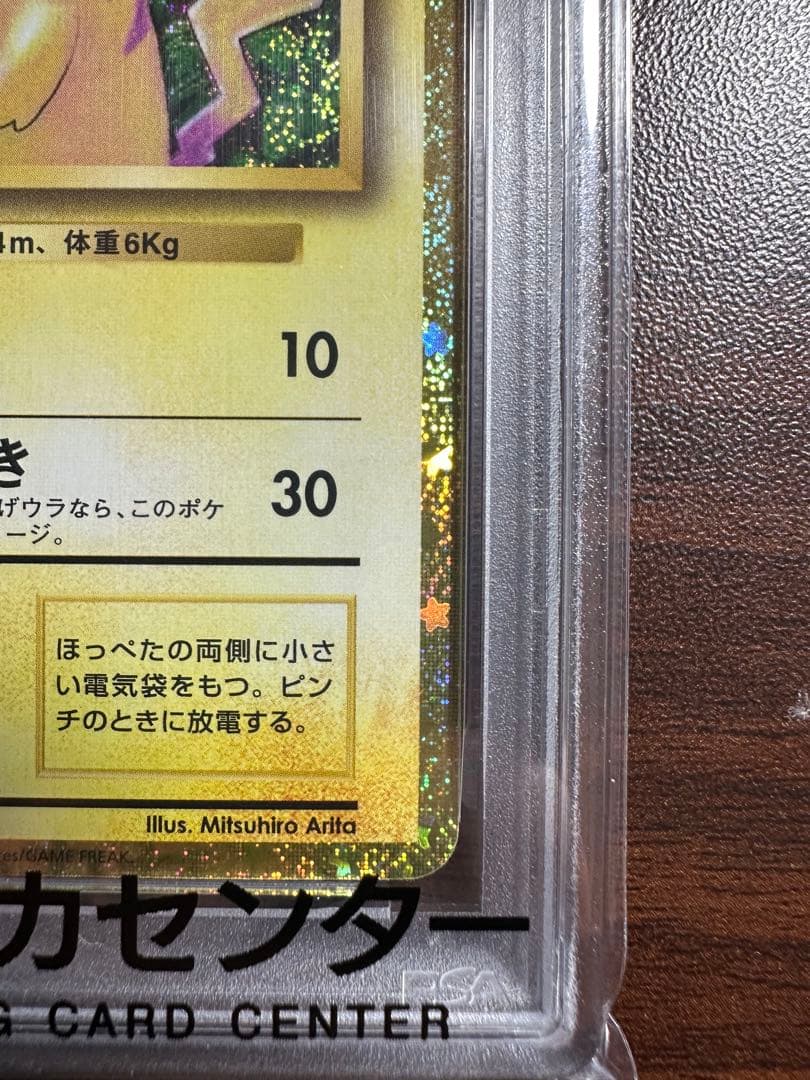 4m、体重6Kg
10
き
30
げウラなら、このポケ
ージ。
ほっぺたの両側に小さ
い電気袋をもつ。ピン
チのときに放電する。
Illus. Mitsuhiro Arita
es/GAME FREAK.
カセンター
PSA
G CARD CENTER